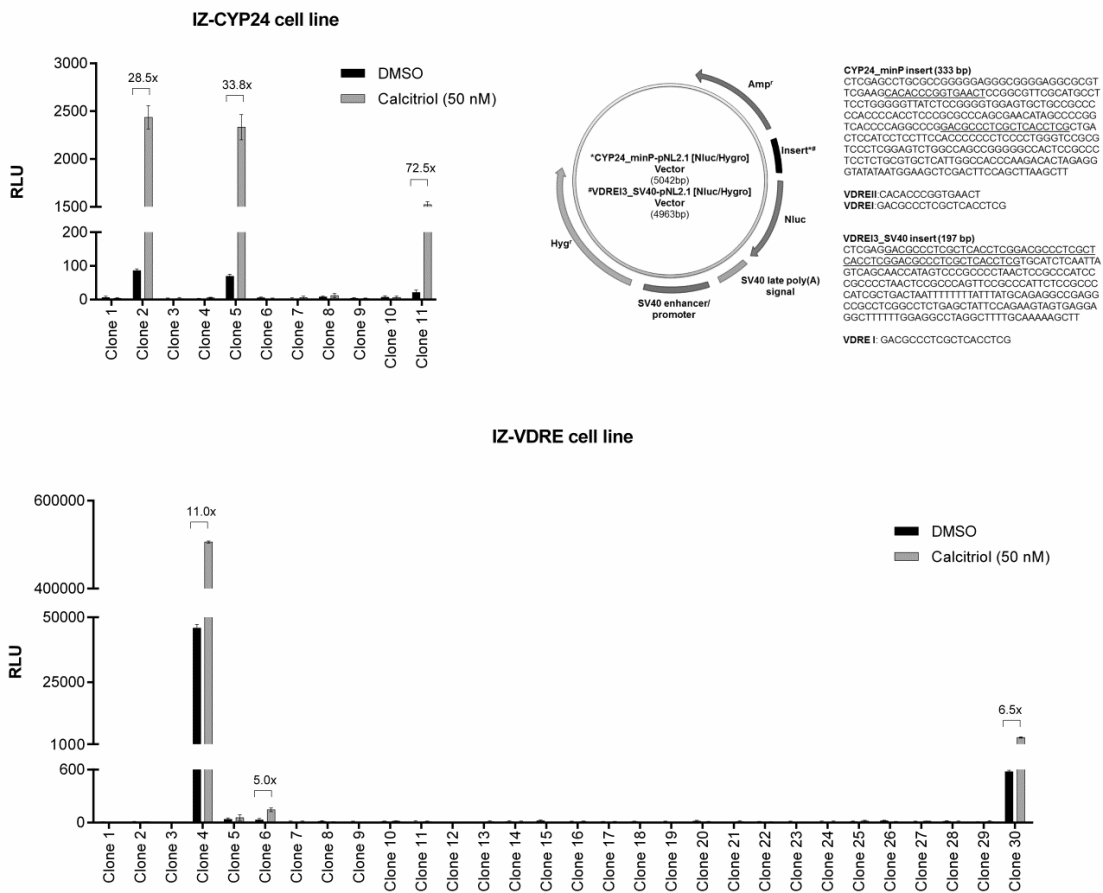 IZ-CYP24 cell line
3000
2500
2000
1500
200
100
0
RLU
28.5x
33.8x
72.5x
DMSO
Calcitriol (50 nM)
Clone 1
Clone 2
Clone 3
Clone 4
Clone 5
Clone 6
Clone 7
Clone 8
Clone 9
Clone 10
Clone 11
Ampʳ
Insert*#
Nluc
SV40 late poly(A)
signal
SV40 enhancer/
promoter
Hygʳ
*CYP24_minP-pNL2.1 [Nluc/Hygro]
Vector
(5042bp)
#VDREI3_SV40-pNL2.1 [Nluc/Hygro]
Vector
(4963bp)
CYP24_minP insert (333 bp)
CTCGAGCCTGCGCCGGGGGAGGGCGGGGAGGCGCGT
TCGAAGCACACCCGGTGAACTCCGGCGTTCGCATGCCT
TCCTGGGGGTTATCTCCGGGGTGGAGTGCTGCCGCCC
CCACCCCACCTCCCGCGCCCAGCGAACATAGCCCCGG
TCACCCCAGGCCCGGACGCCCTCGCTCACCTCGCTGA
CTCCATCCTCCTTCCACCCCCCCTCCCCTGGGTCCGCG
TCCCTCGGAGTCTGGCCAGCCGGGGGCCACTCCGCCC
TCCTCTGCGTGCTCATTGGCCACCCAAGACACTAGAGG
GTATATAATGGAAGCTCGACTTCCAGCTTAAGCTT
VDREII:CACACCCGGTGAACT
VDREI:GACGCCCTCGCTCACCTCG
VDREI3_SV40 insert (197 bp)
CTCGAGGACGCCCTCGCTCACCTCGGACGCCCTCGCT
CACCTCGGACGCCCTCGCTCACCTCGTGCATCTCAATTA
GTCAGCAACCATAGTCCCGCCCCTAACTCCGCCCATCC
CGCCCCTAACTCCGCCCAGTTCCGCCCATTCTCCGCCC
CATCGCTGACTAATTTTTTTTATTTATGCAGAGGCCGAGG
CCGCCTCGGCCTCTGAGCTATTCCAGAAGTAGTGAGGA
GGCTTTTTTGGAGGCCTAGGCTTTTGCAAAAAGCTT
VDRE I: GACGCCCTCGCTCACCTCG
IZ-VDRE cell line
600000
400000
50000
25000
1000
600
0
RLU
11.0x
5.0x
6.5x
DMSO
Calcitriol (50 nM)
Clone 1
Clone 2
Clone 3
Clone 4
Clone 5
Clone 6
Clone 7
Clone 8
Clone 9
Clone 10
Clone 11
Clone 12
Clone 13
Clone 14
Clone 15
Clone 16
Clone 17
Clone 18
Clone 19
Clone 20
Clone 21
Clone 22
Clone 23
Clone 24
Clone 25
Clone 26
Clone 27
Clone 28
Clone 29
Clone 30